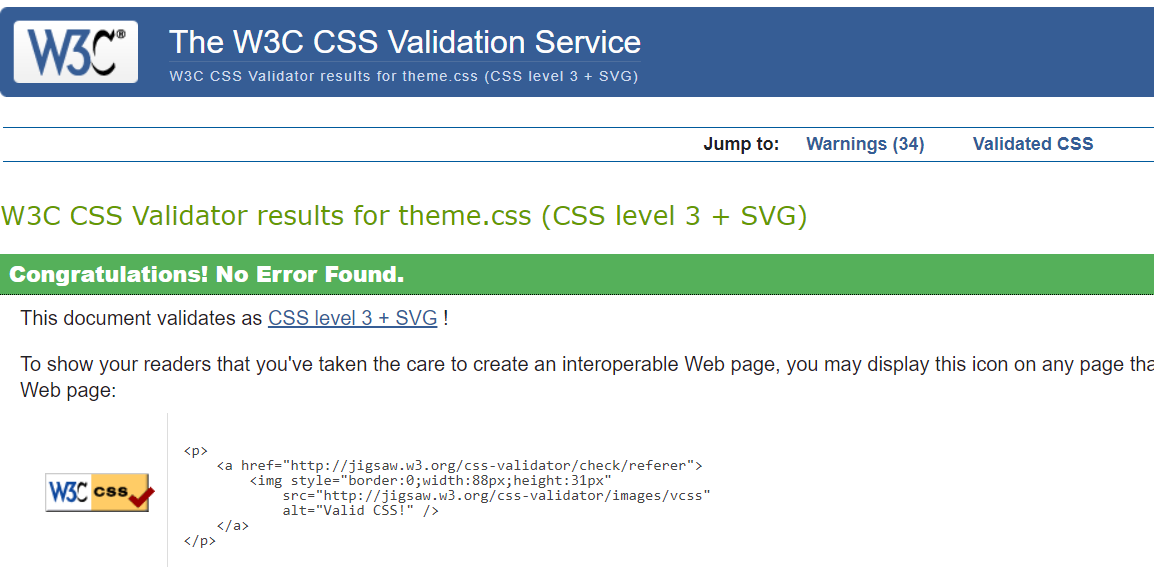 W3C®
The W3C CSS Validation Service
W3C CSS Validator results for theme.css (CSS level 3 + SVG)
Jump to: Warnings (34) Validated CSS
W3C CSS Validator results for theme.css (CSS level 3 + SVG)
Congratulations! No Error Found.
This document validates as CSS level 3 + SVG !
To show your readers that you've taken the care to create an interoperable Web page, you may display this icon on any page tha
Web page:
W3C css
<p>
    <a href="http://jigsaw.w3.org/css-validator/check/referer">
        <img style="border:0;width:88px;height:31px"
            src="http://jigsaw.w3.org/css-validator/images/vcss"
            alt="Valid CSS!" />
    </a>
</p>